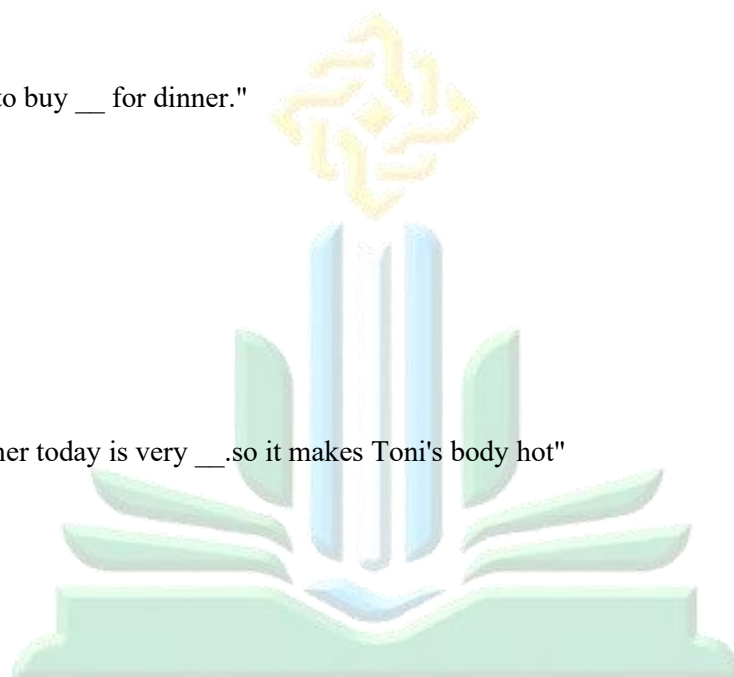 to buy __ for dinner."
her today is very __.so it makes Toni's body hot"